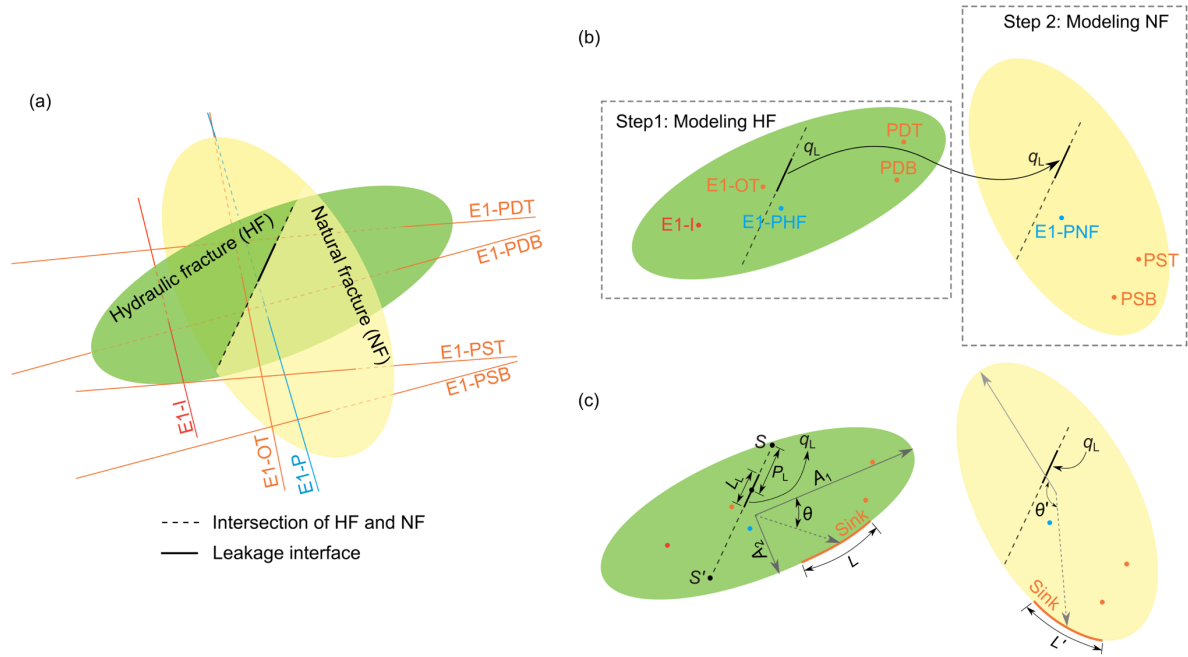 (a)
Hydraulic fracture (HF)
Natural fracture (NF)
E1-PDT
E1-PDB
E1-PST
E1-PSB
E1-I
E1-OT
E1-P
Intersection of HF and NF
Leakage interface
(b)
Step1: Modeling HF
qL
E1-OT
E1-I
E1-PHF
PDT
PDB
Step 2: Modeling NF
qL
E1-PNF
PST
PSB
(c)
S
qL
LL
PL
A1
θ
A2
Sink
L
S'
qL
θ'
Sink
L'